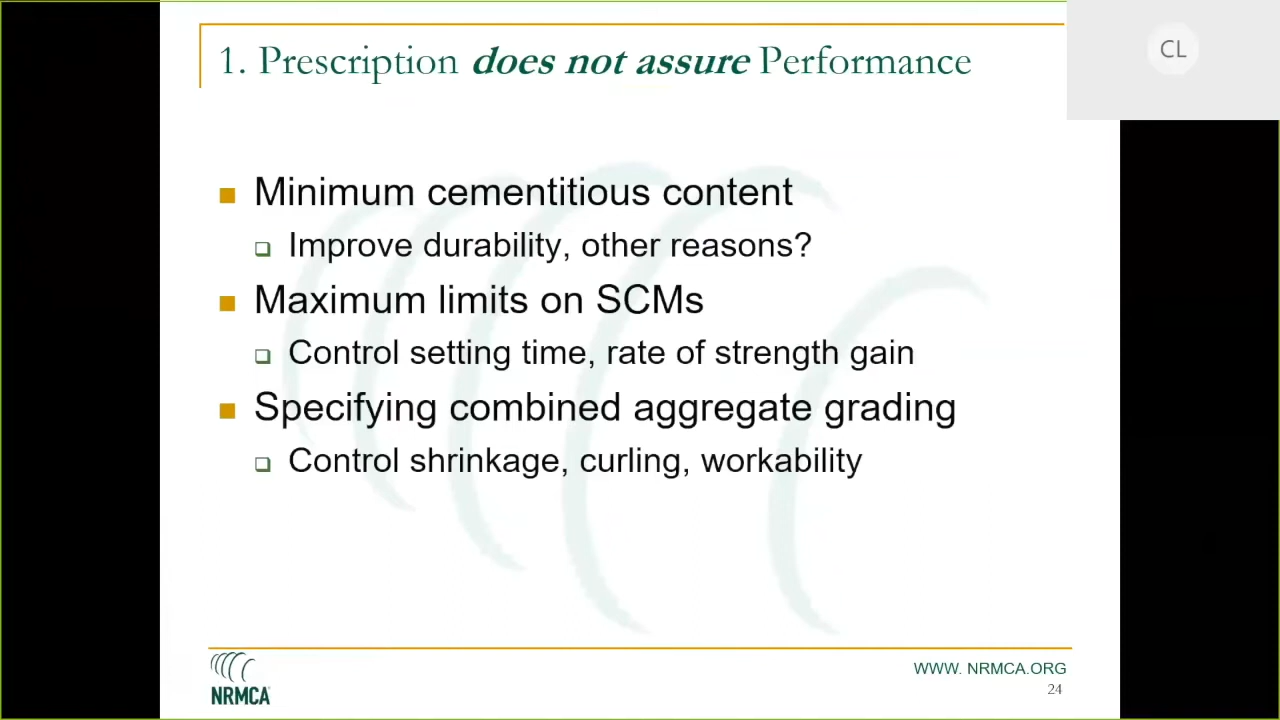 1. Prescription does not assure Performance
CL
Minimum cementitious content
Improve durability, other reasons?
Maximum limits on SCMs
Control setting time, rate of strength gain
Specifying combined aggregate grading
Control shrinkage, curling, workability
NRMCA
WWW. NRMCA.ORG
24